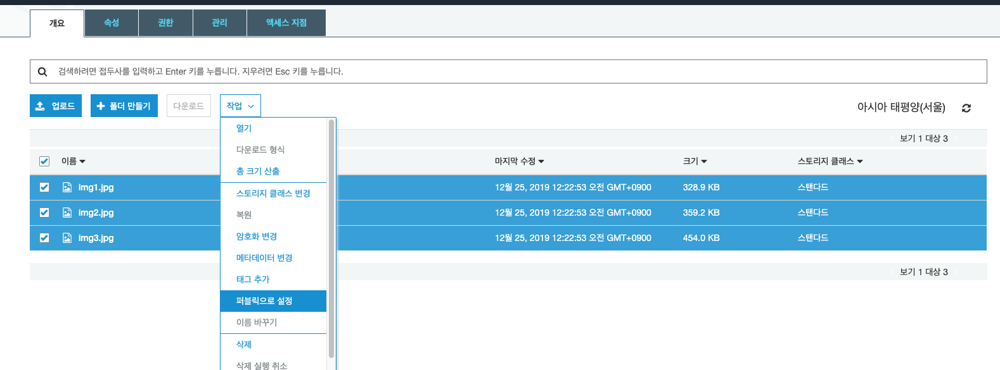 개요 속성 권한 관리 액세스 지점
검색하려면 접두사를 입력하고 Enter 키를 누릅니다. 지우려면 Esc 키를 누릅니다.
업로드 폴더 만들기 다운로드 작업 아시아 태평양(서울)
열기
다운로드 형식
총 크기 산출
스토리지 클래스 변경
복원
암호화 변경
메타데이터 변경
태그 추가
퍼블릭으로 설정
이름 바꾸기
삭제
삭제 실행 취소
보기 1 대상 3
이름 마지막 수정 크기 스토리지 클래스
img1.jpg 12월 25, 2019 12:22:53 오전 GMT+0900 328.9 KB 스탠다드
img2.jpg 12월 25, 2019 12:22:53 오전 GMT+0900 359.2 KB 스탠다드
img3.jpg 12월 25, 2019 12:22:53 오전 GMT+0900 454.0 KB 스탠다드
보기 1 대상 3